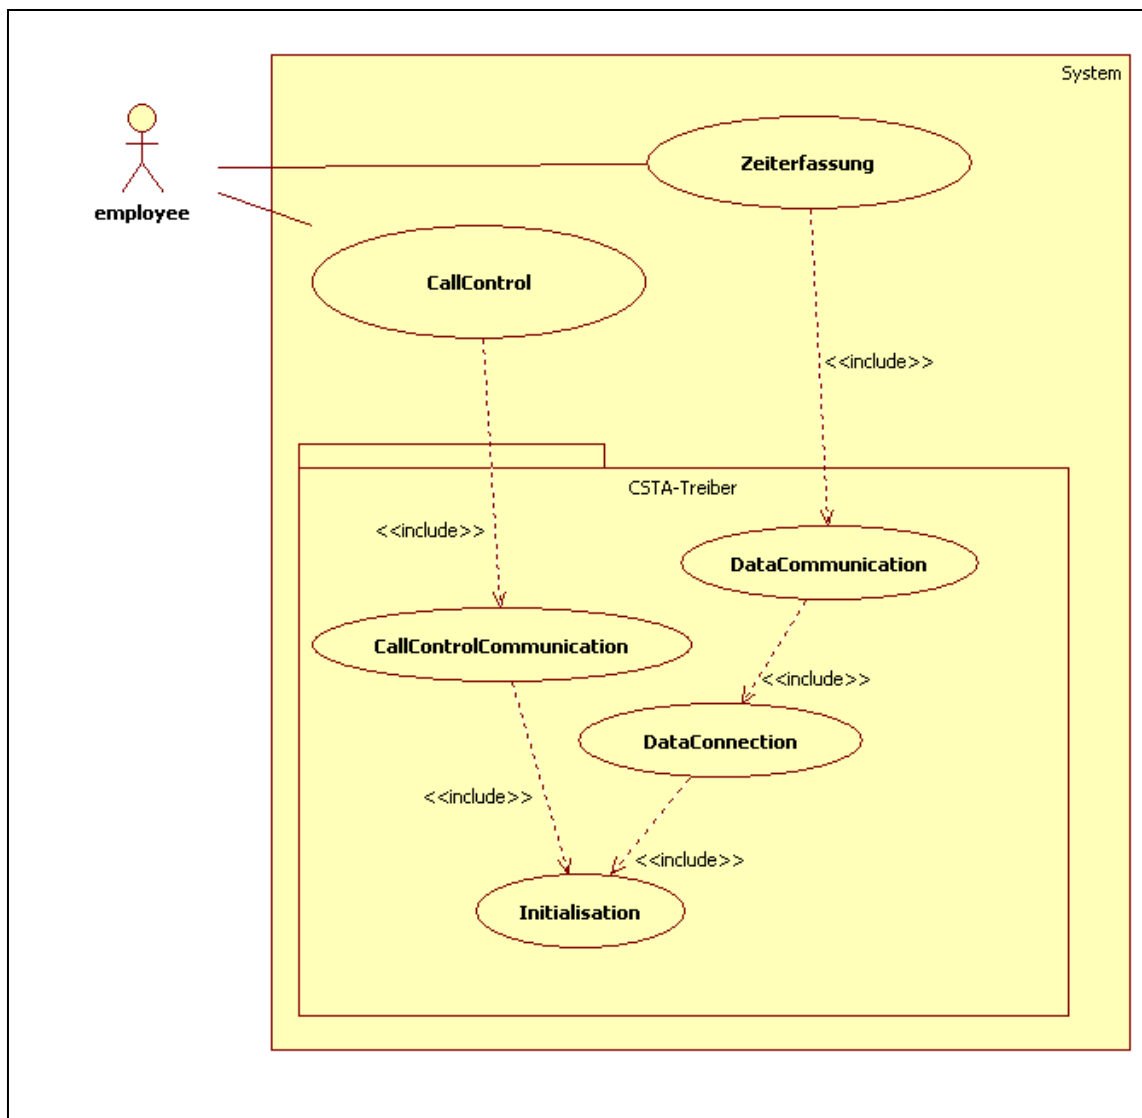 System
Zeiterfassung
employee
CallControl
<<include>>
CSTA-Treiber
<<include>>
DataCommunication
CallControlCommunication
<<include>>
DataConnection
<<include>>
<<include>>
Initialisation